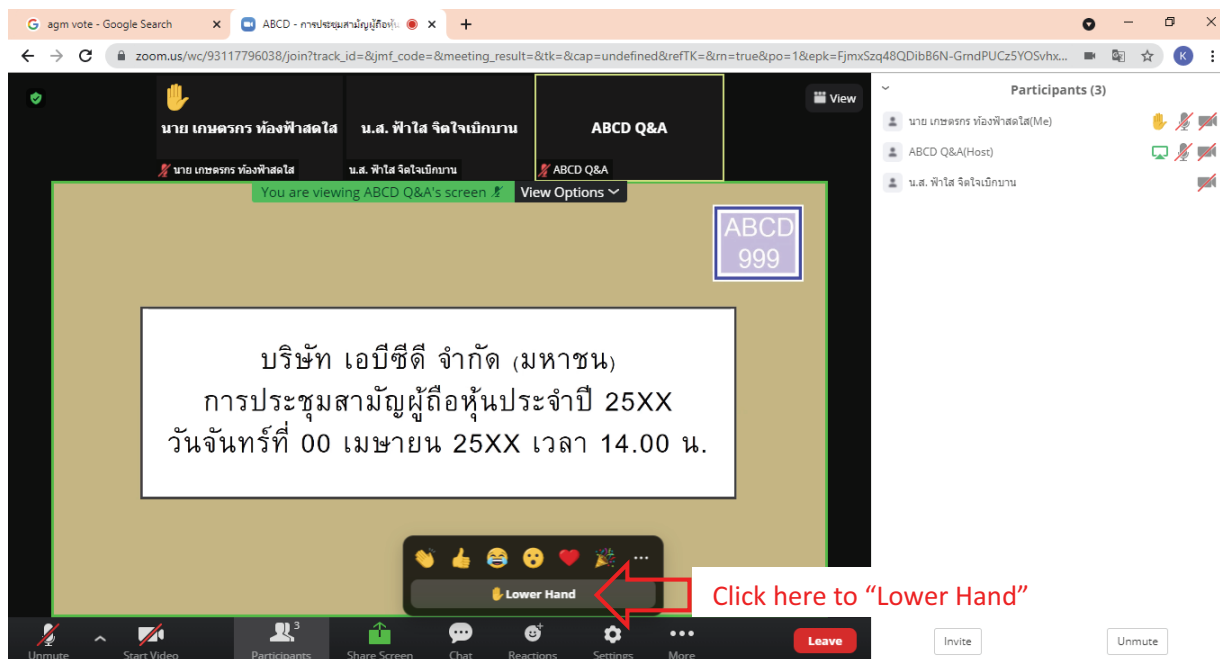 agm vote - Google Search
ABCD - การประชุมสามัญผู้ถือหุ้น
zoom.us/wc/93117796038/join?track_id=&jmf_code=&meeting_result=&tk=&cap=undefined&refTK=&rn=true&po=1&epk=FjmxSzq48QDibB6N-GrndPUCz5YOSvhx...
K
นาย เกษตรกร ท้องฟ้าสดใส
น.ส. ฟ้าใส จิตใจเบิกบาน
ABCD Q&A
View
นาย เกษตรกร ท้องฟ้าสดใส
น.ส. ฟ้าใส จิตใจเบิกบาน
ABCD Q&A
You are viewing ABCD Q&A's screen
View Options
ABCD
999
บริษัท เอบีซีดี จำกัด (มหาชน)
การประชุมสามัญผู้ถือหุ้นประจำปี 25XX
วันจันทร์ที่ 00 เมษายน 25XX เวลา 14.00 น.
Lower Hand
Click here to “Lower Hand”
Unmute
Start Video
3
Participants
Share Screen
Chat
Reactions
Settings
More
Leave
Participants (3)
นาย เกษตรกร ท้องฟ้าสดใส(Me)
ABCD Q&A(Host)
น.ส. ฟ้าใส จิตใจเบิกบาน
Invite
Unmute